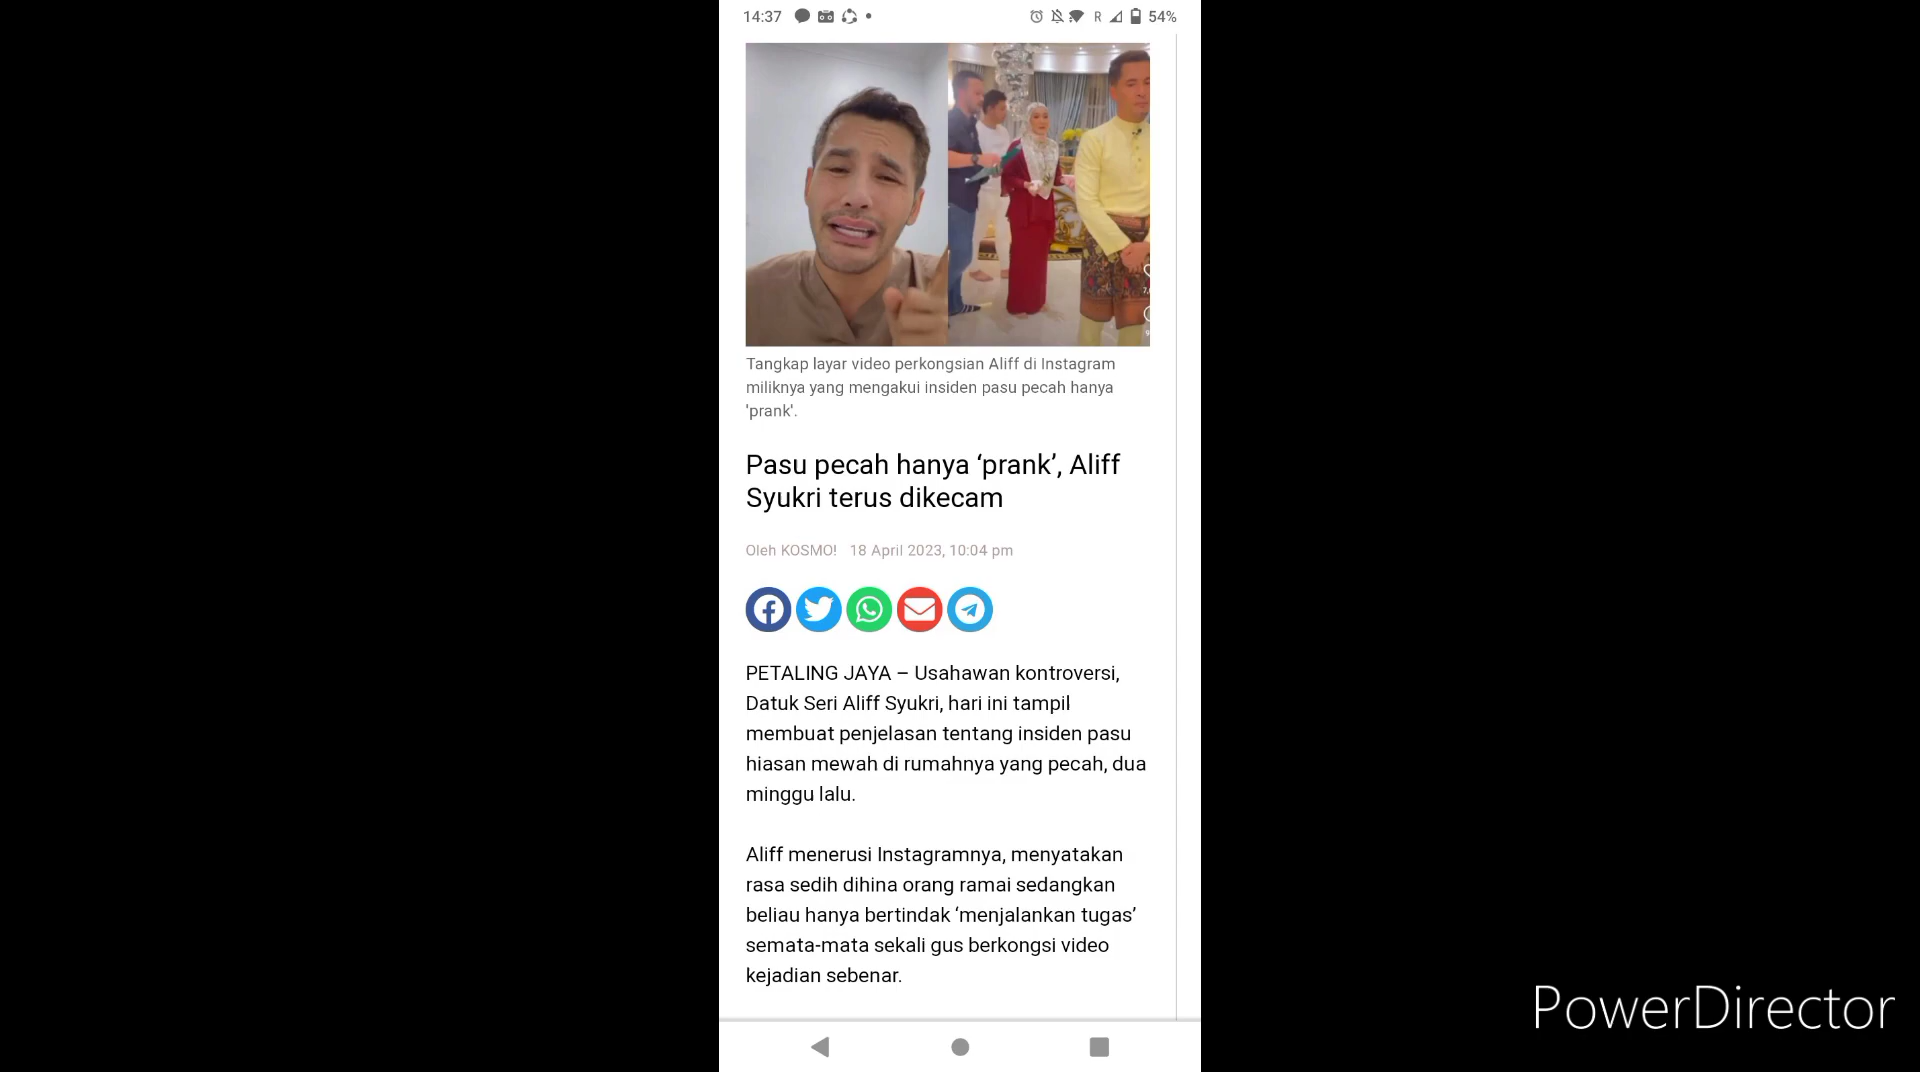 14:37
R
54%
Tangkap layar video perkongsian Aliff di Instagram
miliknya yang mengakui insiden pasu pecah hanya
'prank'.
Pasu pecah hanya ‘prank’, Aliff
Syukri terus dikecam
Oleh KOSMO! 18 April 2023, 10:04 pm
PETALING JAYA – Usahawan kontroversi,
Datuk Seri Aliff Syukri, hari ini tampil
membuat penjelasan tentang insiden pasu
hiasan mewah di rumahnya yang pecah, dua
minggu lalu.
Aliff menerusi Instagramnya, menyatakan
rasa sedih dihina orang ramai sedangkan
beliau hanya bertindak ‘menjalankan tugas’
semata-mata sekali gus berkongsi video
kejadian sebenar.
PowerDirector